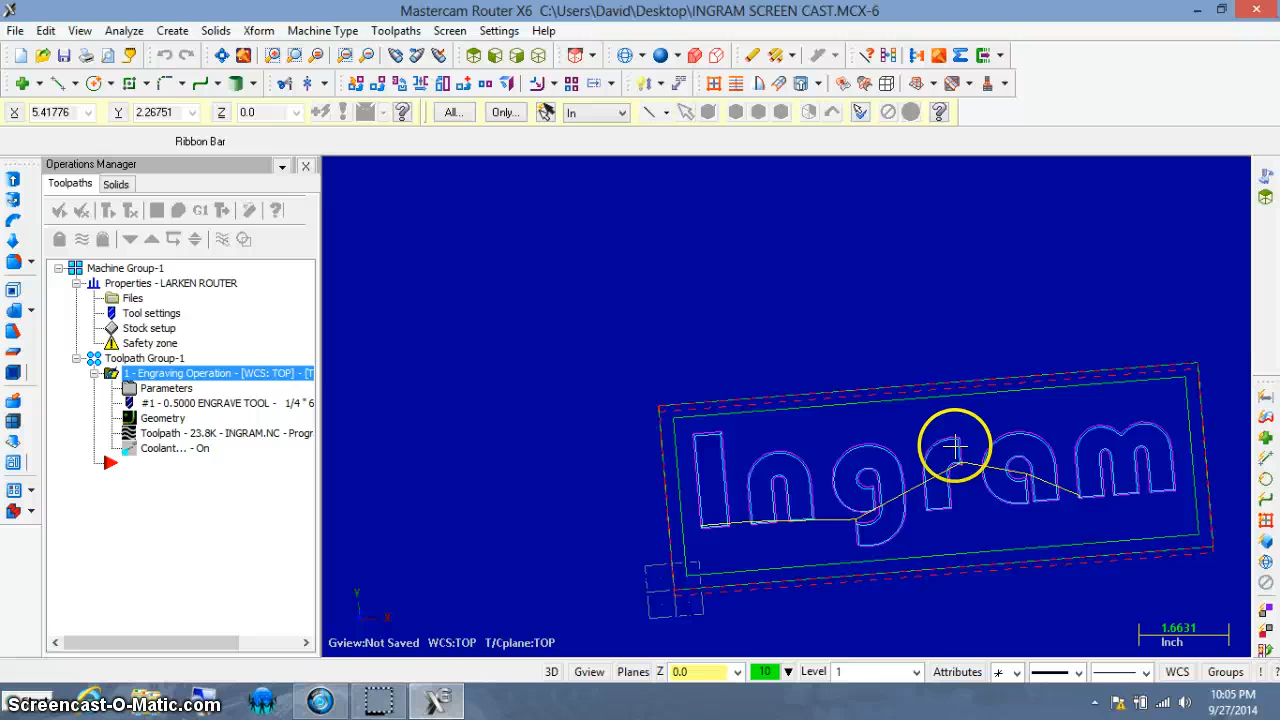 Mastercam Router X6 C:\Users\David\Desktop\INGRAM SCREEN CAST.MCX-6
File Edit View Analyze Create Solids Xform Machine Type Toolpaths Screen Settings Help
X 5.41776 Y 2.26751 Z 0.0 All... Only... In
Ribbon Bar
Operations Manager
Toolpaths Solids
G1
Machine Group-1
Properties - LARKEN ROUTER
Files
Tool settings
Stock setup
Safety zone
Toolpath Group-1
1 - Engraving Operation - [WCS: TOP] - [T
Parameters
#1 - 0.5000 ENGRAVE TOOL - 1/4 * 6
Geometry
Toolpath - 23.8K - INGRAM.NC - Progr
Coolant... - On
Ingram
Y
X
Gview:Not Saved WCS:TOP T/Cplane:TOP
1.6631
Inch
3D Gview Planes Z 0.0 10 Level 1 Attributes WCS Groups
Screencast-O-Matic.com
10:05 PM
9/27/2014